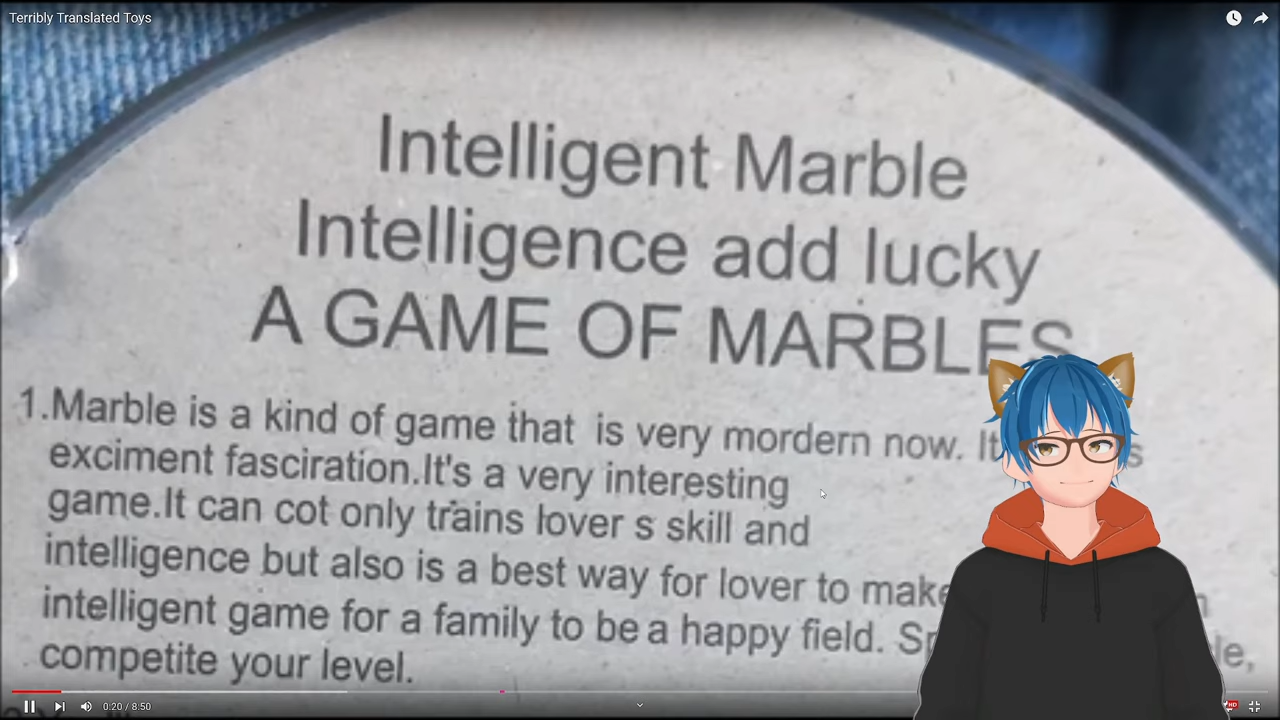 Terribly Translated Toys
Intelligent Marble
Intelligence add lucky
A GAME OF MARBLES
1.Marble is a kind of game that is very mordern now. It
exciment fasciration.It's a very interesting
game.It can cot only trains lover s skill and
intelligence but also is a best way for lover to make
intelligent game for a family to be a happy field.
competite your level.
0:20 / 8:50
HD